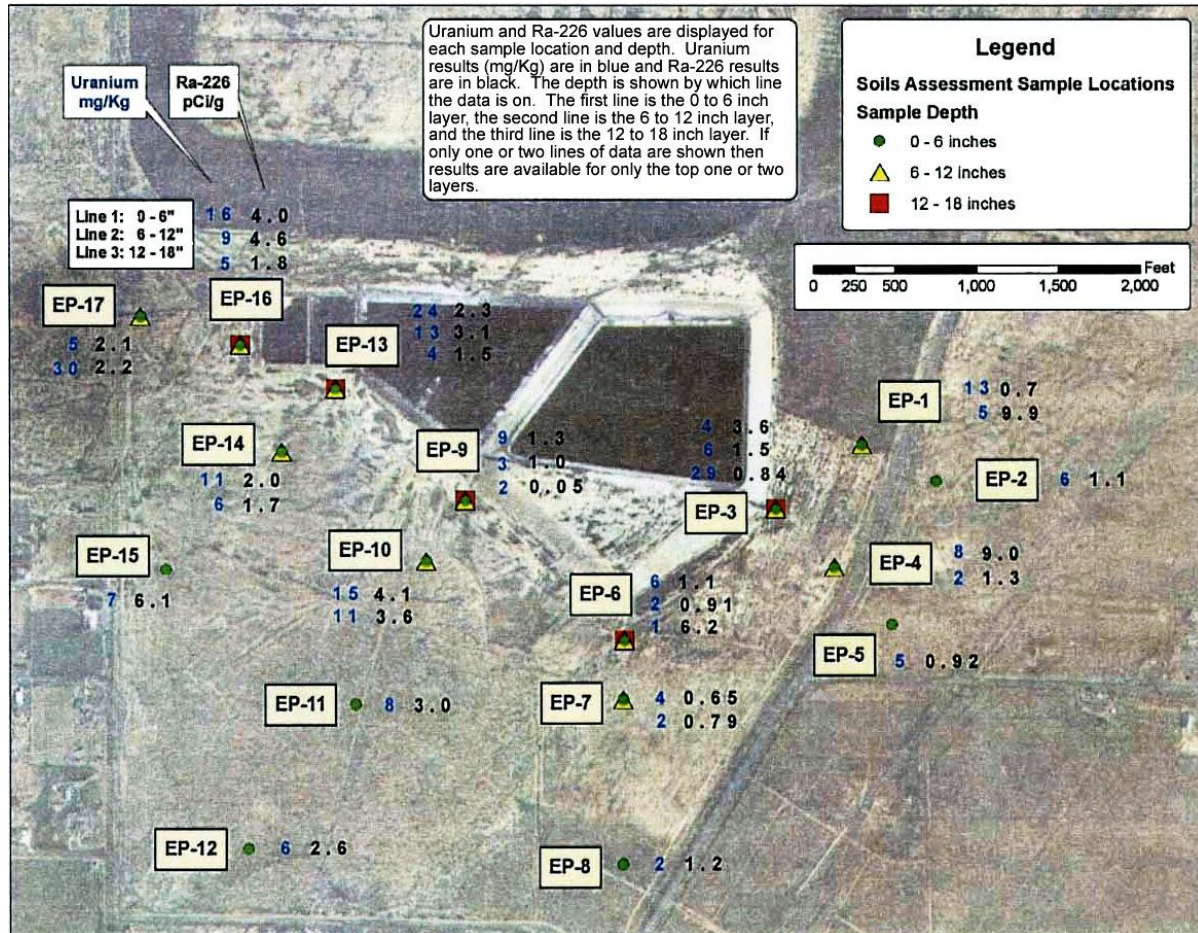 Uranium and Ra-226 values are displayed for
each sample location and depth. Uranium
results (mg/Kg) are in blue and Ra-226 results
are in black. The depth is shown by which line
the data is on. The first line is the 0 to 6 inch
layer, the second line is the 6 to 12 inch layer,
and the third line is the 12 to 18 inch layer. If
only one or two lines of data are shown then
results are available for only the top one or two
layers.
Legend
Soils Assessment Sample Locations
Sample Depth
0 - 6 inches
6 - 12 inches
12 - 18 inches
Feet
0 250 500 1,000 1,500 2,000
Uranium
mg/Kg
Ra-226
pCi/g
Line 1: 0 - 6"
Line 2: 6 - 12"
Line 3: 12 - 18"
16 4.0
9 4.6
5 1.8
EP-16
EP-17
5 2.1
30 2.2
EP-13
24 2.3
13 3.1
4 1.5
EP-14
11 2.0
6 1.7
EP-9
9 1.3
3 1.0
2 0.05
4 3.6
6 1.5
29 0.84
EP-3
EP-1
13 0.7
5 9.9
EP-2
6 1.1
EP-15
7 6.1
EP-10
15 4.1
11 3.6
EP-6
6 1.1
2 0.91
1 6.2
EP-4
8 9.0
2 1.3
EP-5
5 0.92
EP-11
8 3.0
EP-7
4 0.65
2 0.79
EP-12
6 2.6
EP-8
2 1.2